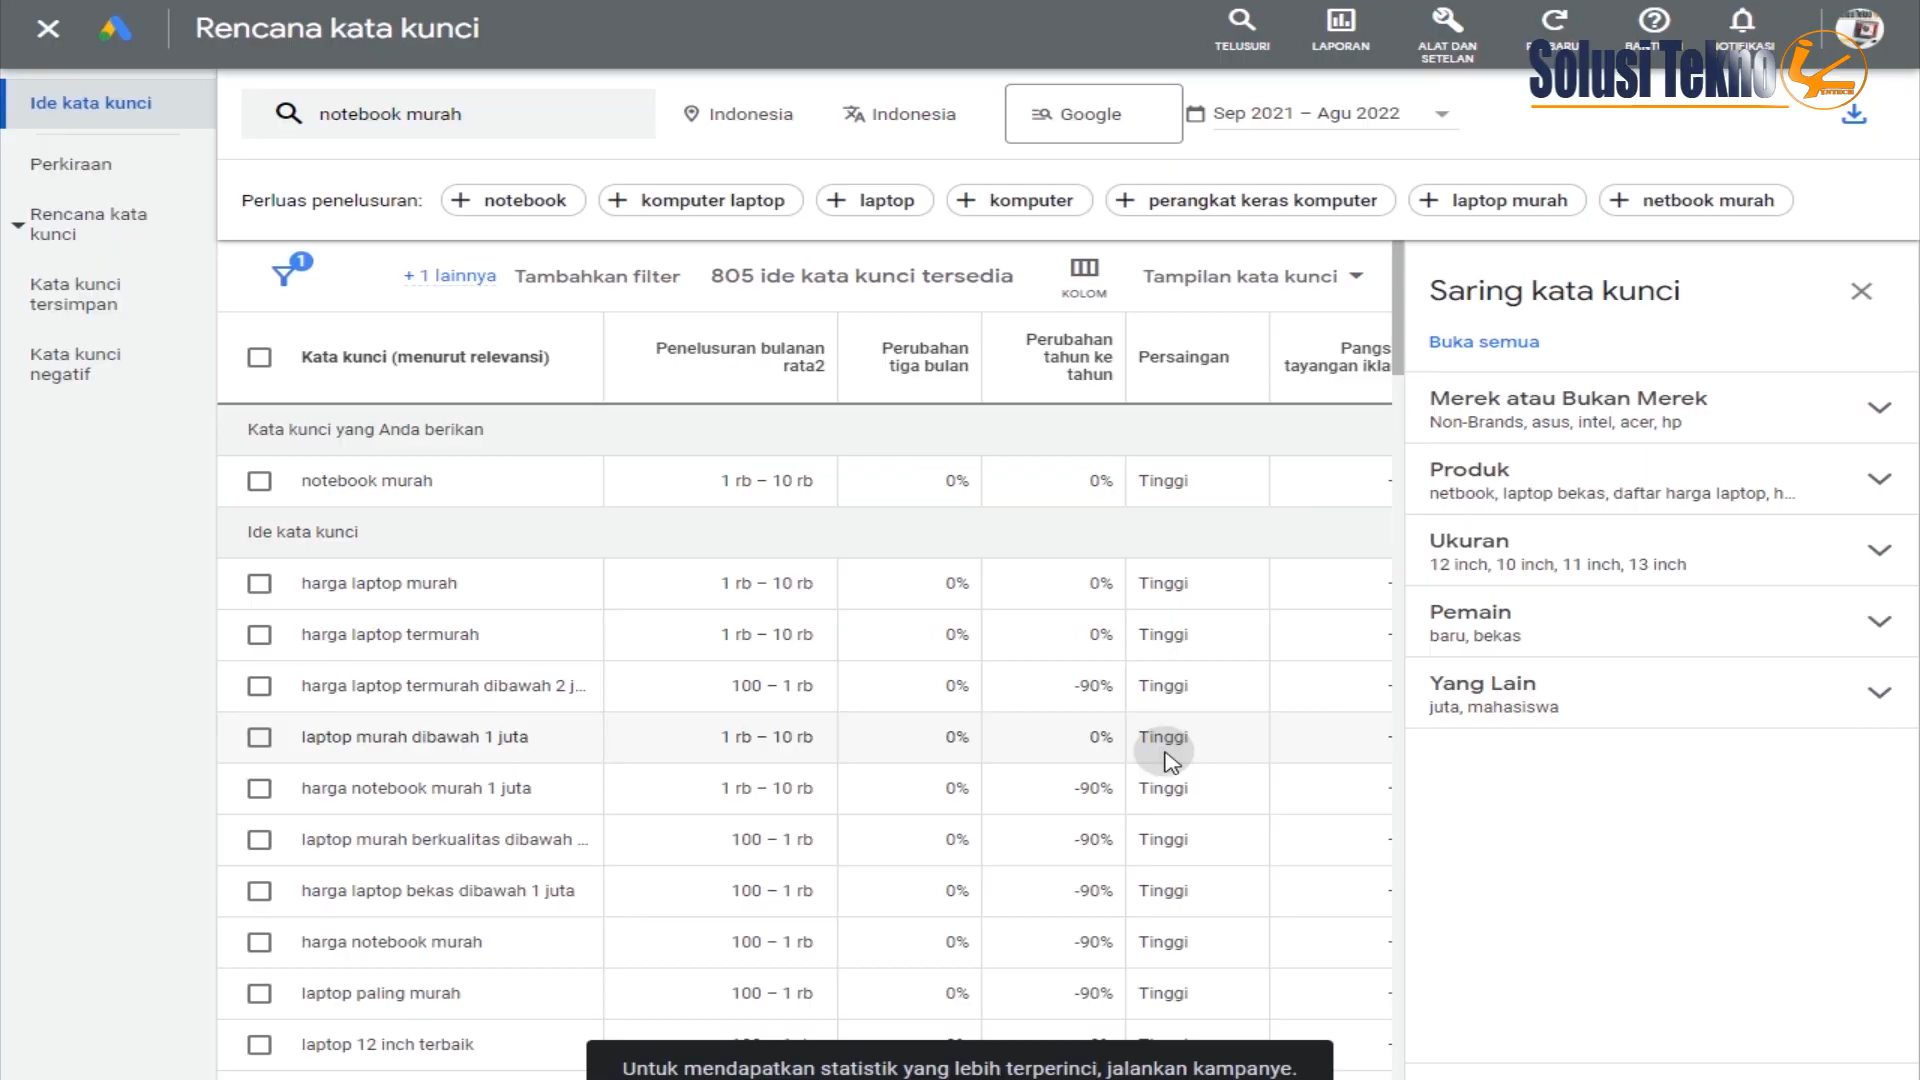 Rencana kata kunci
TELUSURI
LAPORAN
ALAT DAN
SETELAN
NOTIFIKASI
Solusi Tekno
Ide kata kunci
Perkiraan
Rencana kata
kunci
Kata kunci
tersimpan
Kata kunci
negatif
notebook murah
Indonesia
Indonesia
Google
Sep 2021 – Agu 2022
Perluas penelusuran:
+ notebook
+ komputer laptop
+ laptop
+ komputer
+ perangkat keras komputer
+ laptop murah
+ netbook murah
1
+ 1 lainnya
Tambahkan filter
805 ide kata kunci tersedia
KOLOM
Tampilan kata kunci
Kata kunci (menurut relevansi)
Penelusuran bulanan
rata2
Perubahan
tiga bulan
Perubahan
tahun ke
tahun
Persaingan
Pangs
tayangan ikla
Kata kunci yang Anda berikan
notebook murah 1 rb – 10 rb 0% 0% Tinggi -
Ide kata kunci
harga laptop murah 1 rb – 10 rb 0% 0% Tinggi -
harga laptop termurah 1 rb – 10 rb 0% 0% Tinggi -
harga laptop termurah dibawah 2 j... 100 – 1 rb 0% -90% Tinggi -
laptop murah dibawah 1 juta 1 rb – 10 rb 0% 0% Tinggi -
harga notebook murah 1 juta 1 rb – 10 rb 0% -90% Tinggi -
laptop murah berkualitas dibawah ... 100 – 1 rb 0% -90% Tinggi -
harga laptop bekas dibawah 1 juta 100 – 1 rb 0% -90% Tinggi -
harga notebook murah 100 – 1 rb 0% -90% Tinggi -
laptop paling murah 100 – 1 rb 0% -90% Tinggi -
laptop 12 inch terbaik
Saring kata kunci
Buka semua
Merek atau Bukan Merek
Non-Brands, asus, intel, acer, hp
Produk
netbook, laptop bekas, daftar harga laptop, h...
Ukuran
12 inch, 10 inch, 11 inch, 13 inch
Pemain
baru, bekas
Yang Lain
juta, mahasiswa
Untuk mendapatkan statistik yang lebih terperinci, jalankan kampanye.